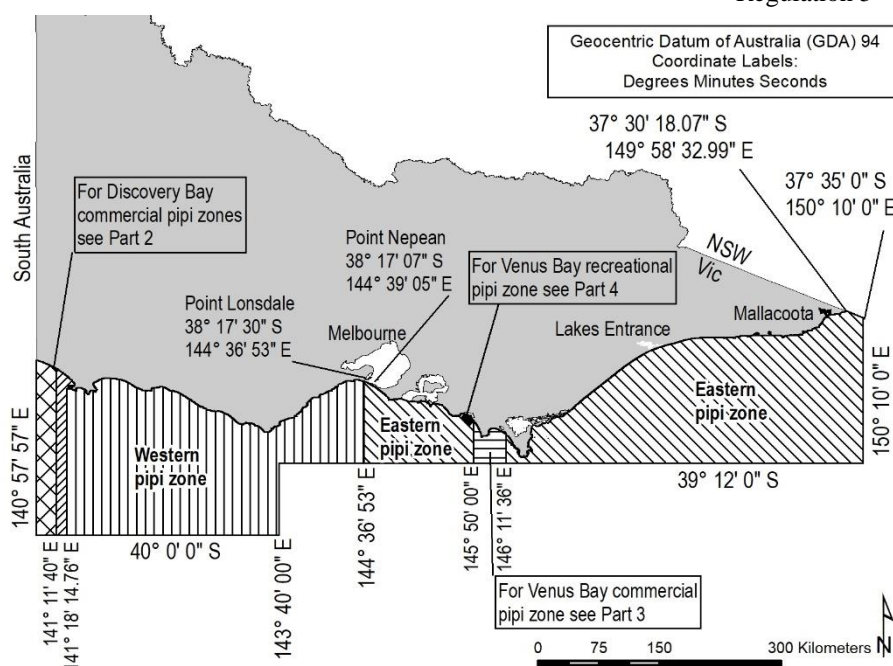 Regulation 5
Geocentric Datum of Australia (GDA) 94
Coordinate Labels:
Degrees Minutes Seconds
37° 30' 18.07" S
149° 58' 32.99" E
37° 35' 0" S
150° 10' 0" E
South Australia
For Discovery Bay
commercial pipi zones
see Part 2
Point Nepean
38° 17' 07" S
144° 39' 05" E
Point Lonsdale
38° 17' 30" S
144° 36' 53" E
Melbourne
For Venus Bay recreational
pipi zone see Part 4
NSW
Vic
Mallacoota
Lakes Entrance
Western
pipi zone
Eastern
pipi zone
Eastern
pipi zone
140° 57' 57" E
150° 10' 0" E
39° 12' 0" S
40° 0' 0" S
141° 11' 40" E
141° 18' 14.76" E
143° 40' 00" E
144° 36' 53" E
145° 50' 00" E
146° 11' 36" E
For Venus Bay commercial
pipi zone see Part 3
N
0 75 150 300 Kilometers